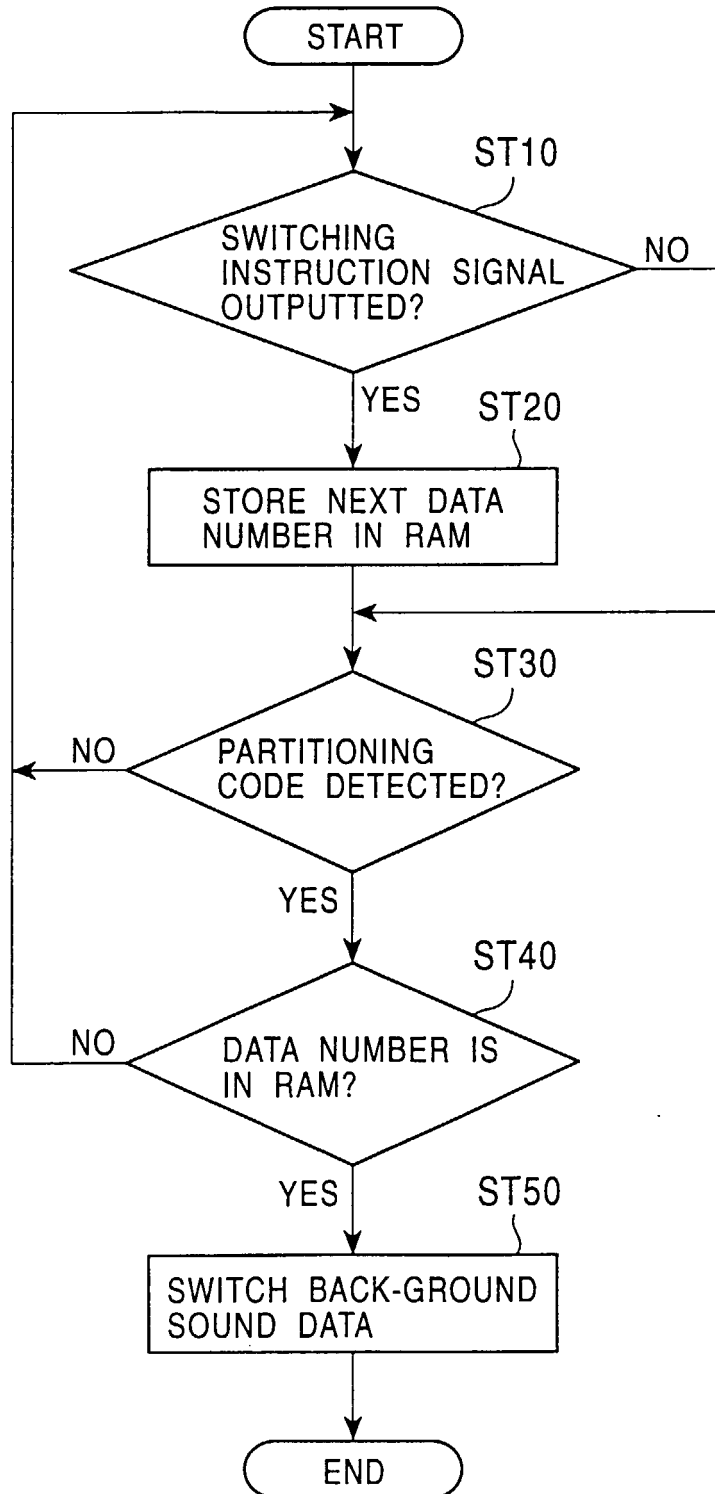 START
ST10
SWITCHING
INSTRUCTION SIGNAL
OUTPUTTED?
NO
YES
ST20
STORE NEXT DATA
NUMBER IN RAM
ST30
NO
PARTITIONING
CODE DETECTED?
YES
ST40
NO
DATA NUMBER IS
IN RAM?
YES
ST50
SWITCH BACK-GROUND
SOUND DATA
END